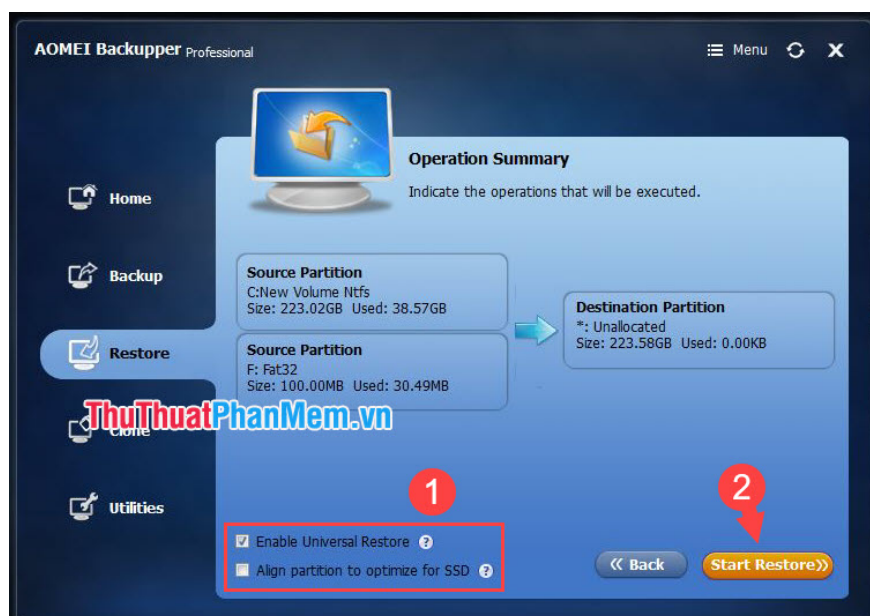 AOMEI Backupper Professional
Menu
Operation Summary
Indicate the operations that will be executed.
Home
Backup
Restore
Clone
Utilities
Source Partition
C:New Volume Ntfs
Size: 223.02GB Used: 38.57GB
Source Partition
F: Fat32
Size: 100.00MB Used: 30.49MB
Destination Partition
*: Unallocated
Size: 223.58GB Used: 0.00KB
ThuThuatPhanMem.vn
1
2
Enable Universal Restore ?
Align partition to optimize for SSD ?
Back
Start Restore